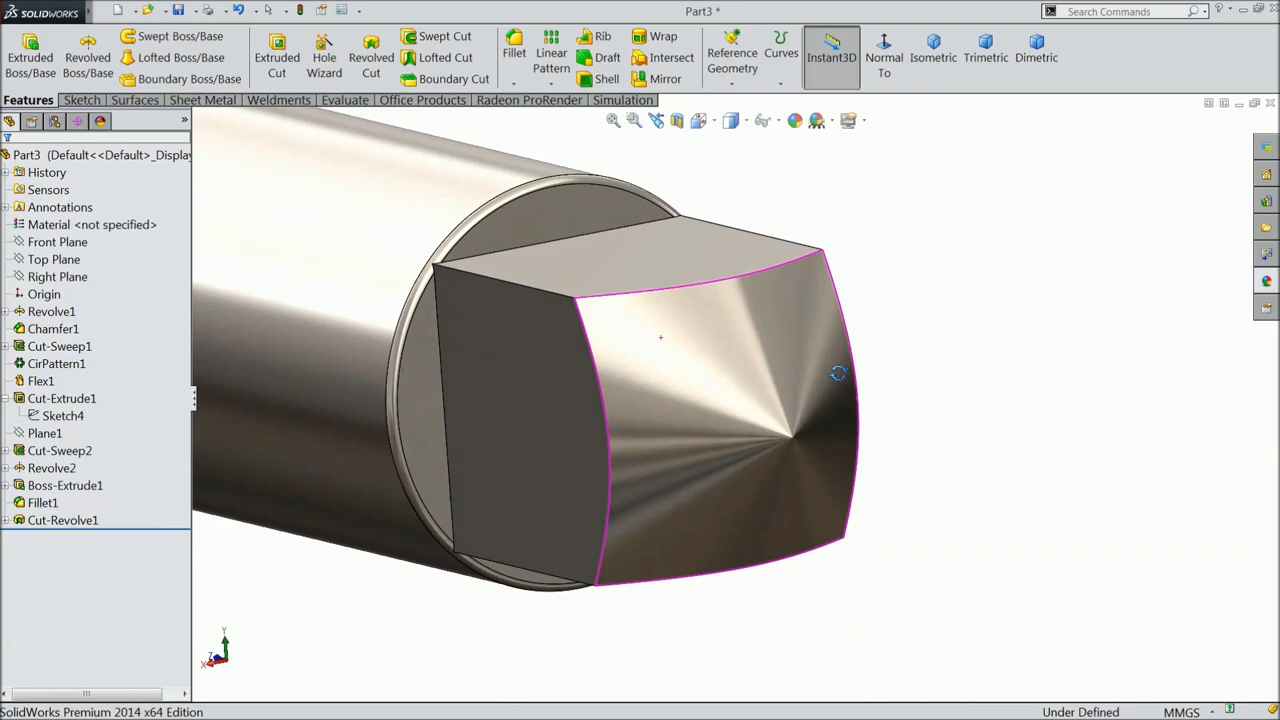 SOLIDWORKS
Part3 *
Search Commands
Extruded Boss/Base
Revolved Boss/Base
Swept Boss/Base
Lofted Boss/Base
Boundary Boss/Base
Extruded Cut
Hole Wizard
Revolved Cut
Swept Cut
Lofted Cut
Boundary Cut
Fillet
Linear Pattern
Rib
Draft
Shell
Wrap
Intersect
Mirror
Reference Geometry
Curves
Instant3D
Normal To
Isometric
Trimetric
Dimetric
Features Sketch Surfaces Sheet Metal Weldments Evaluate Office Products Radeon ProRender Simulation
Part3 (Default<<Default>_Display
History
Sensors
Annotations
Material <not specified>
Front Plane
Top Plane
Right Plane
Origin
Revolve1
Chamfer1
Cut-Sweep1
CirPattern1
Flex1
Cut-Extrude1
Sketch4
Plane1
Cut-Sweep2
Revolve2
Boss-Extrude1
Fillet1
Cut-Revolve1
Y
Z
X
SolidWorks Premium 2014 x64 Edition
Under Defined
MMGS